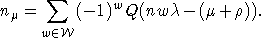 n_μ = ∑_{w∈𝒲} (−1)^w Q(nwλ − (μ + ρ)).